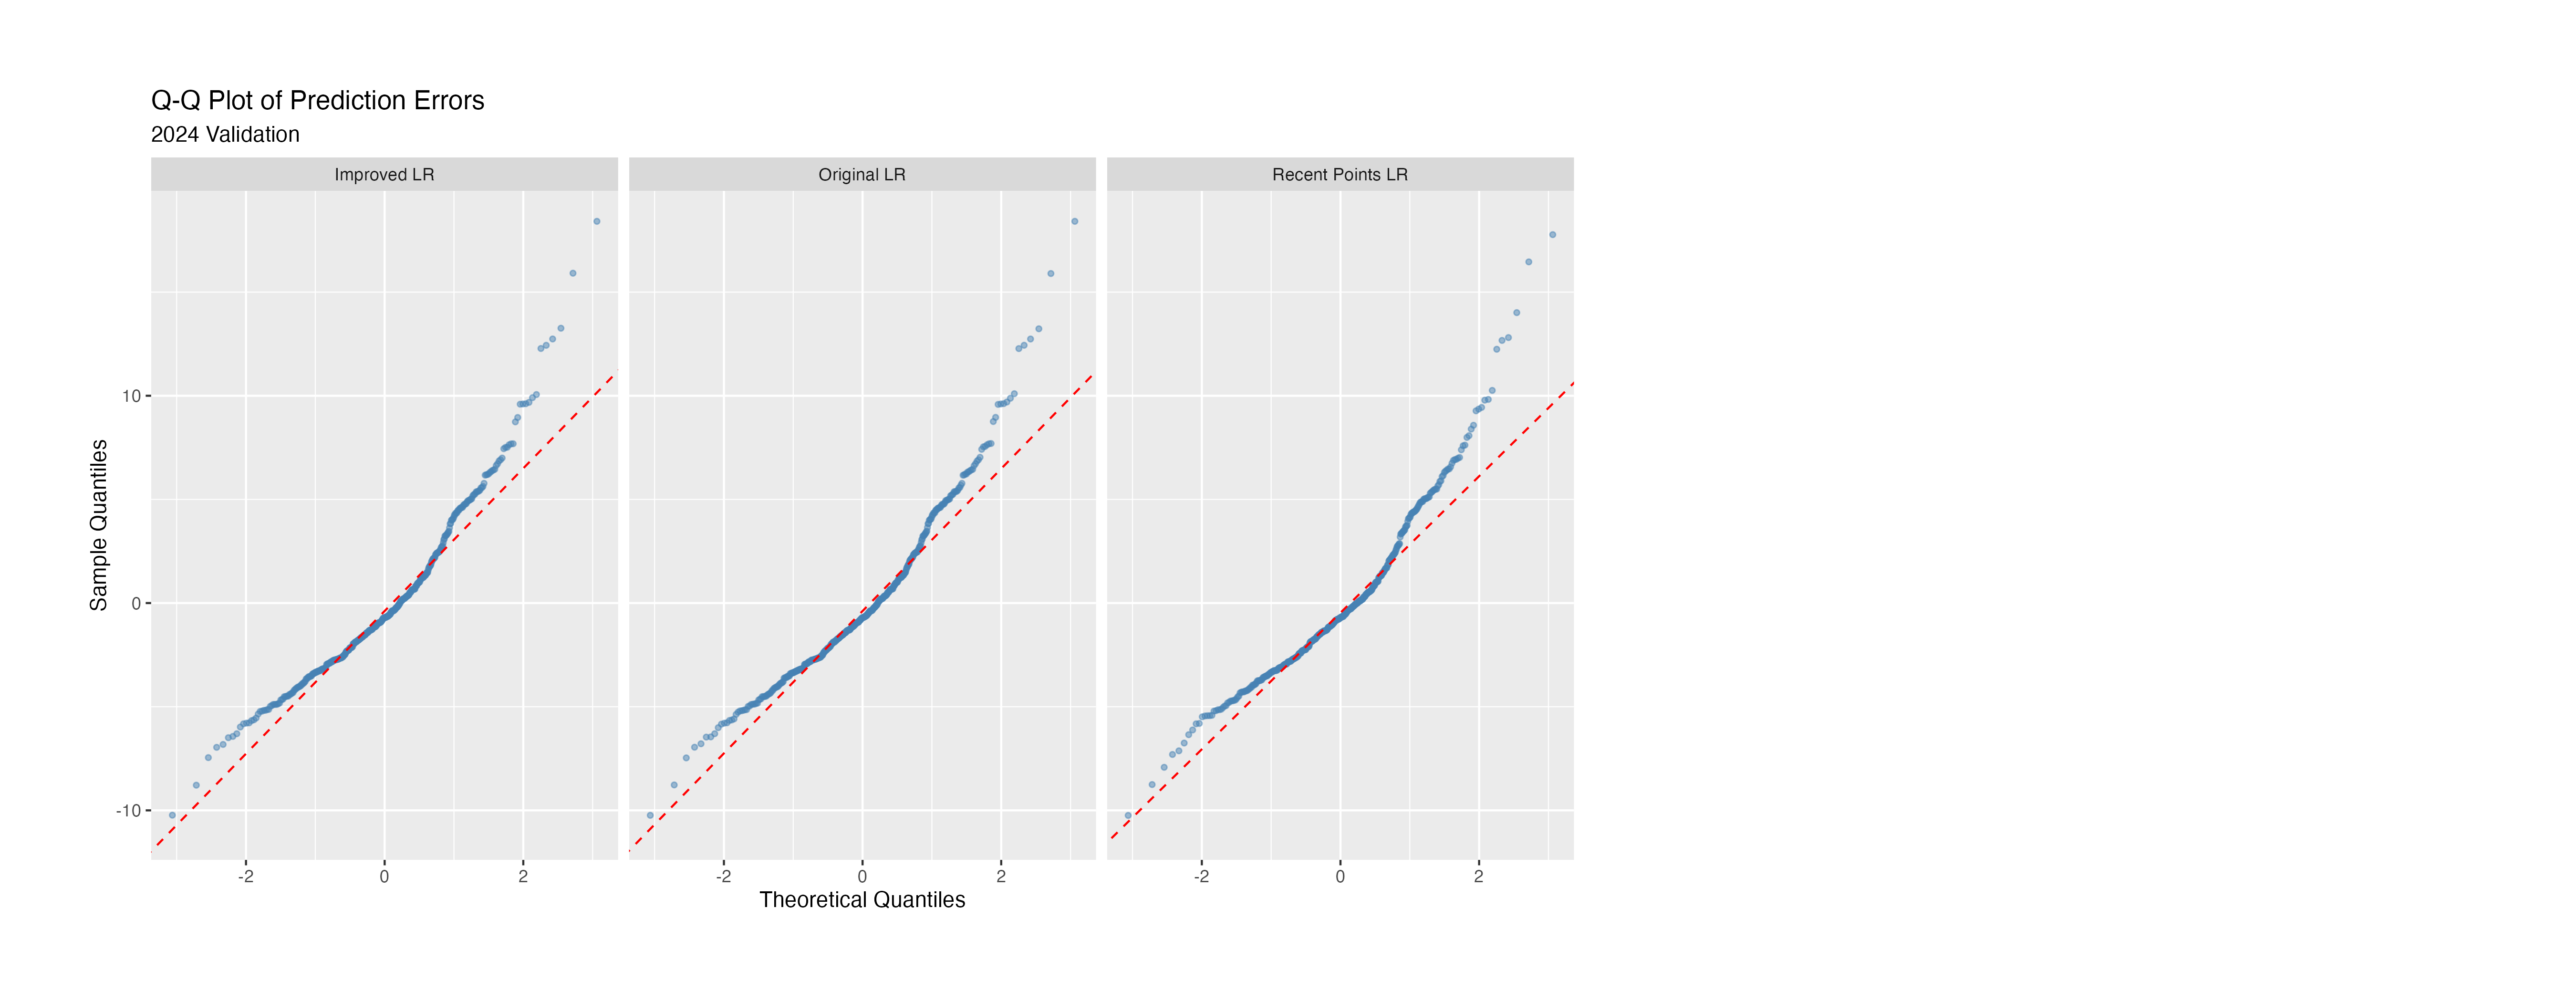 Q-Q Plot of Prediction Errors
2024 Validation
Improved LR
Original LR
Recent Points LR
Sample Quantiles
10
0
-10
-2
0
2
-2
0
2
-2
0
2
Theoretical Quantiles